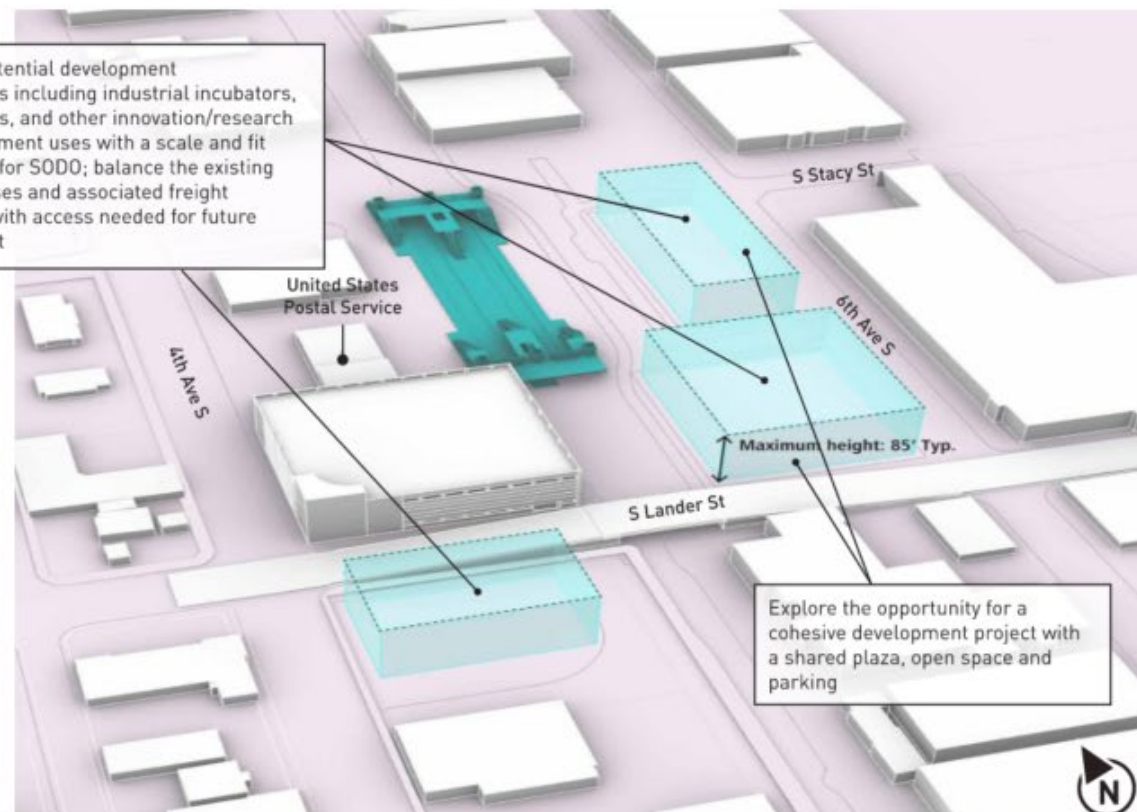 tential development
s including industrial incubators,
s, and other innovation/research
ment uses with a scale and fit
for SODO; balance the existing
ses and associated freight
with access needed for future
t
S Stacy St
United States
Postal Service
6th Ave S
4th Ave S
Maximum height: 85' Typ.
S Lander St
Explore the opportunity for a
cohesive development project with
a shared plaza, open space and
parking
N